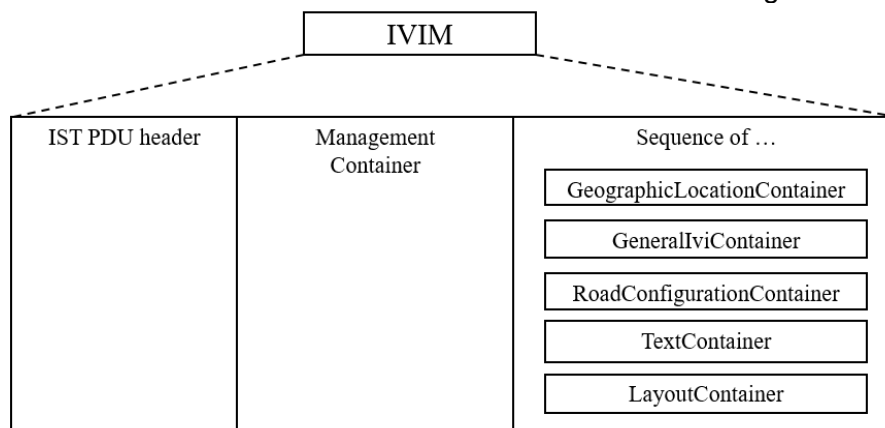 IVIM
IST PDU header
Management
Container
Sequence of ...
GeographicLocationContainer
GeneralIviContainer
RoadConfigurationContainer
TextContainer
LayoutContainer